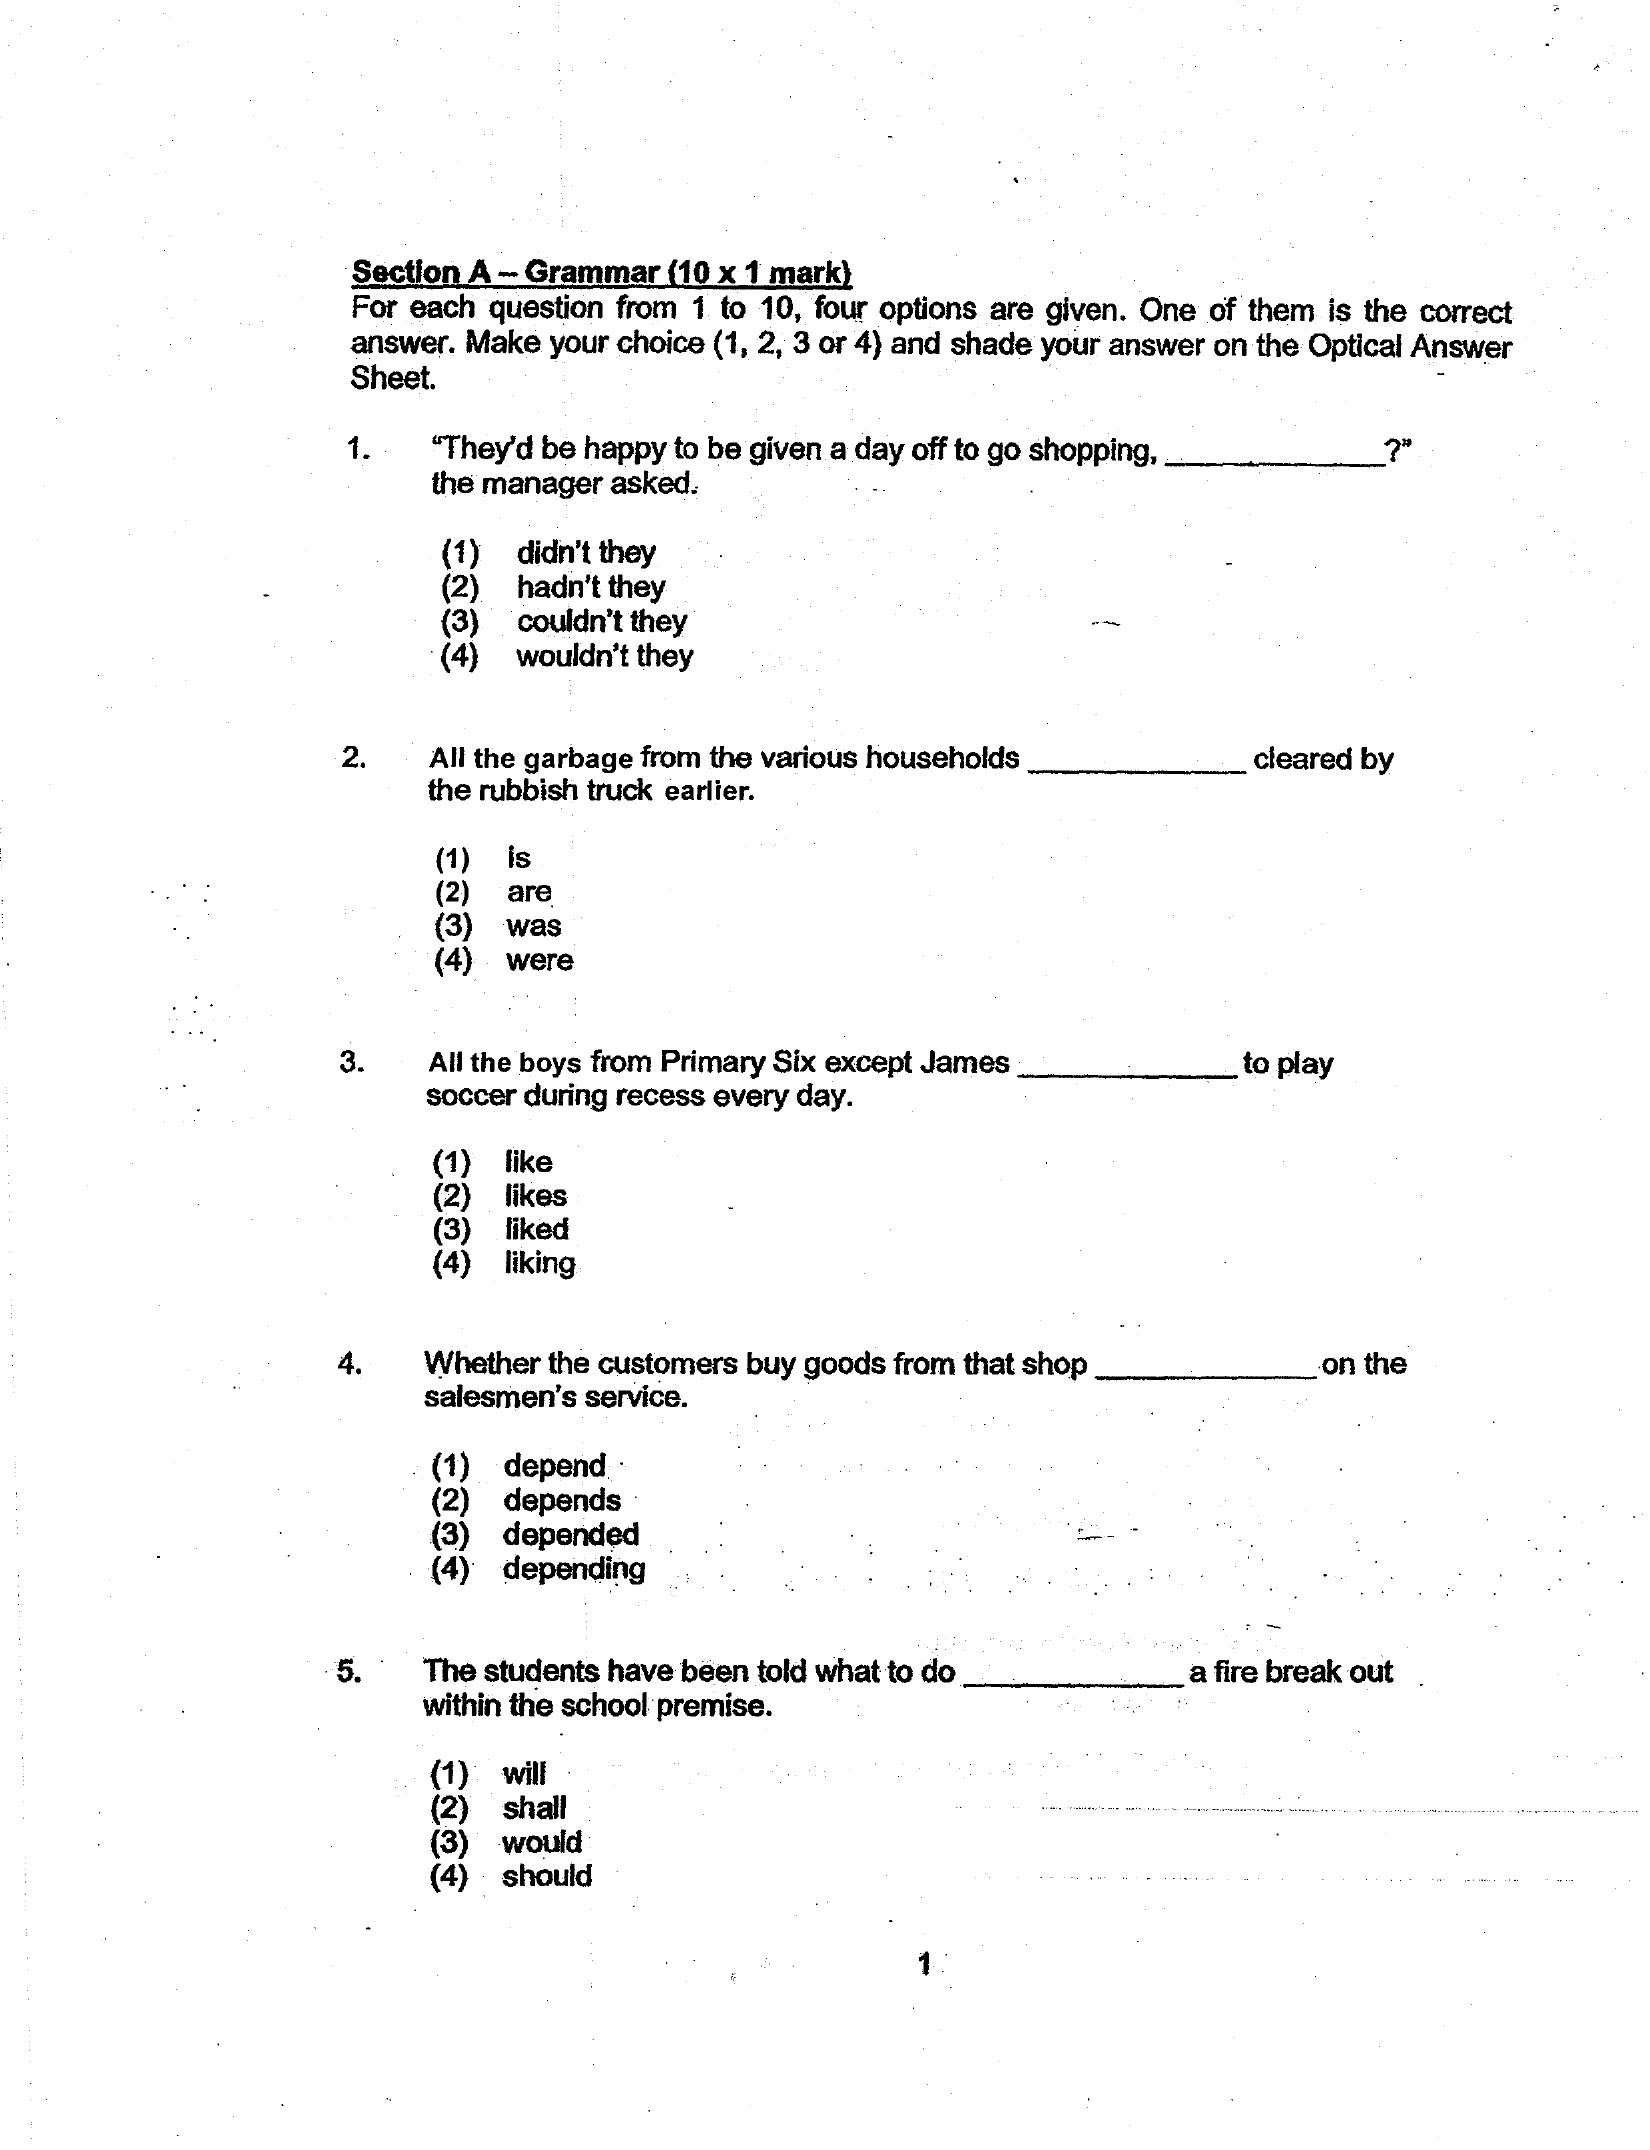 Section A – Grammar (10 x 1 mark)
For each question from 1 to 10, four options are given. One of them is the correct
answer. Make your choice (1, 2, 3 or 4) and shade your answer on the Optical Answer
Sheet.
1. “They'd be happy to be given a day off to go shopping, ______________?”
the manager asked.
(1) didn't they
(2) hadn't they
(3) couldn't they
(4) wouldn't they
2. All the garbage from the various households ______________ cleared by
the rubbish truck earlier.
(1) is
(2) are
(3) was
(4) were
3. All the boys from Primary Six except James ______________ to play
soccer during recess every day.
(1) like
(2) likes
(3) liked
(4) liking
4. Whether the customers buy goods from that shop ______________ on the
salesmen's service.
(1) depend
(2) depends
(3) depended
(4) depending
5. The students have been told what to do ______________ a fire break out
within the school premise.
(1) will
(2) shall
(3) would
(4) should
1